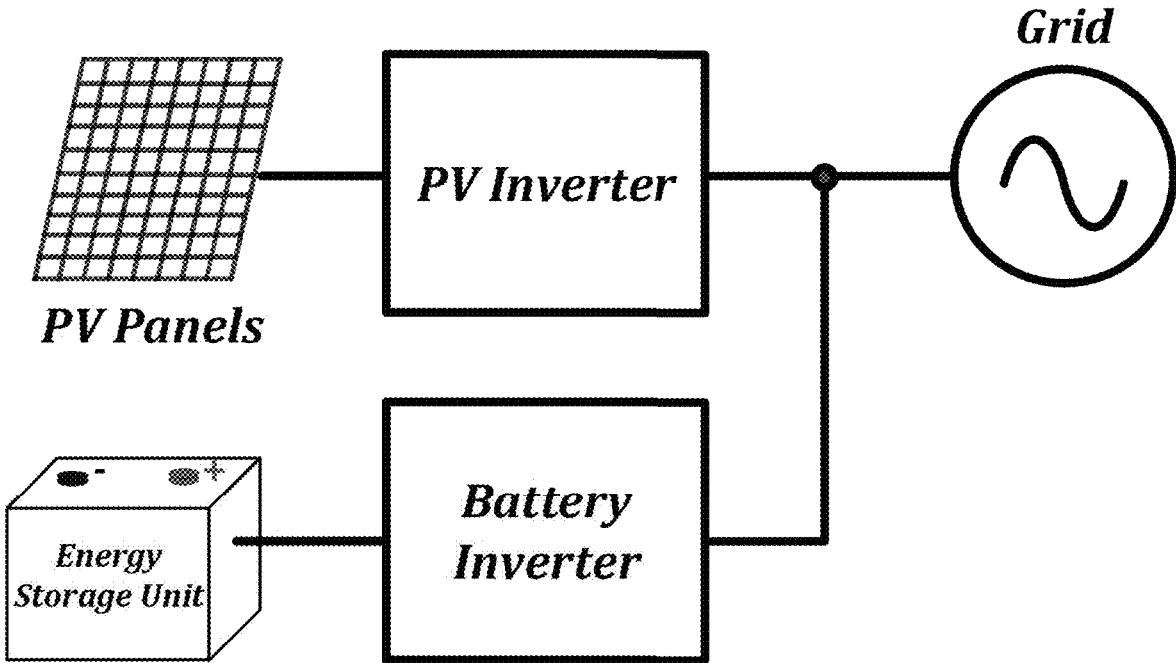 Grid
PV Inverter
PV Panels
- +
Battery
Inverter
Energy
Storage Unit